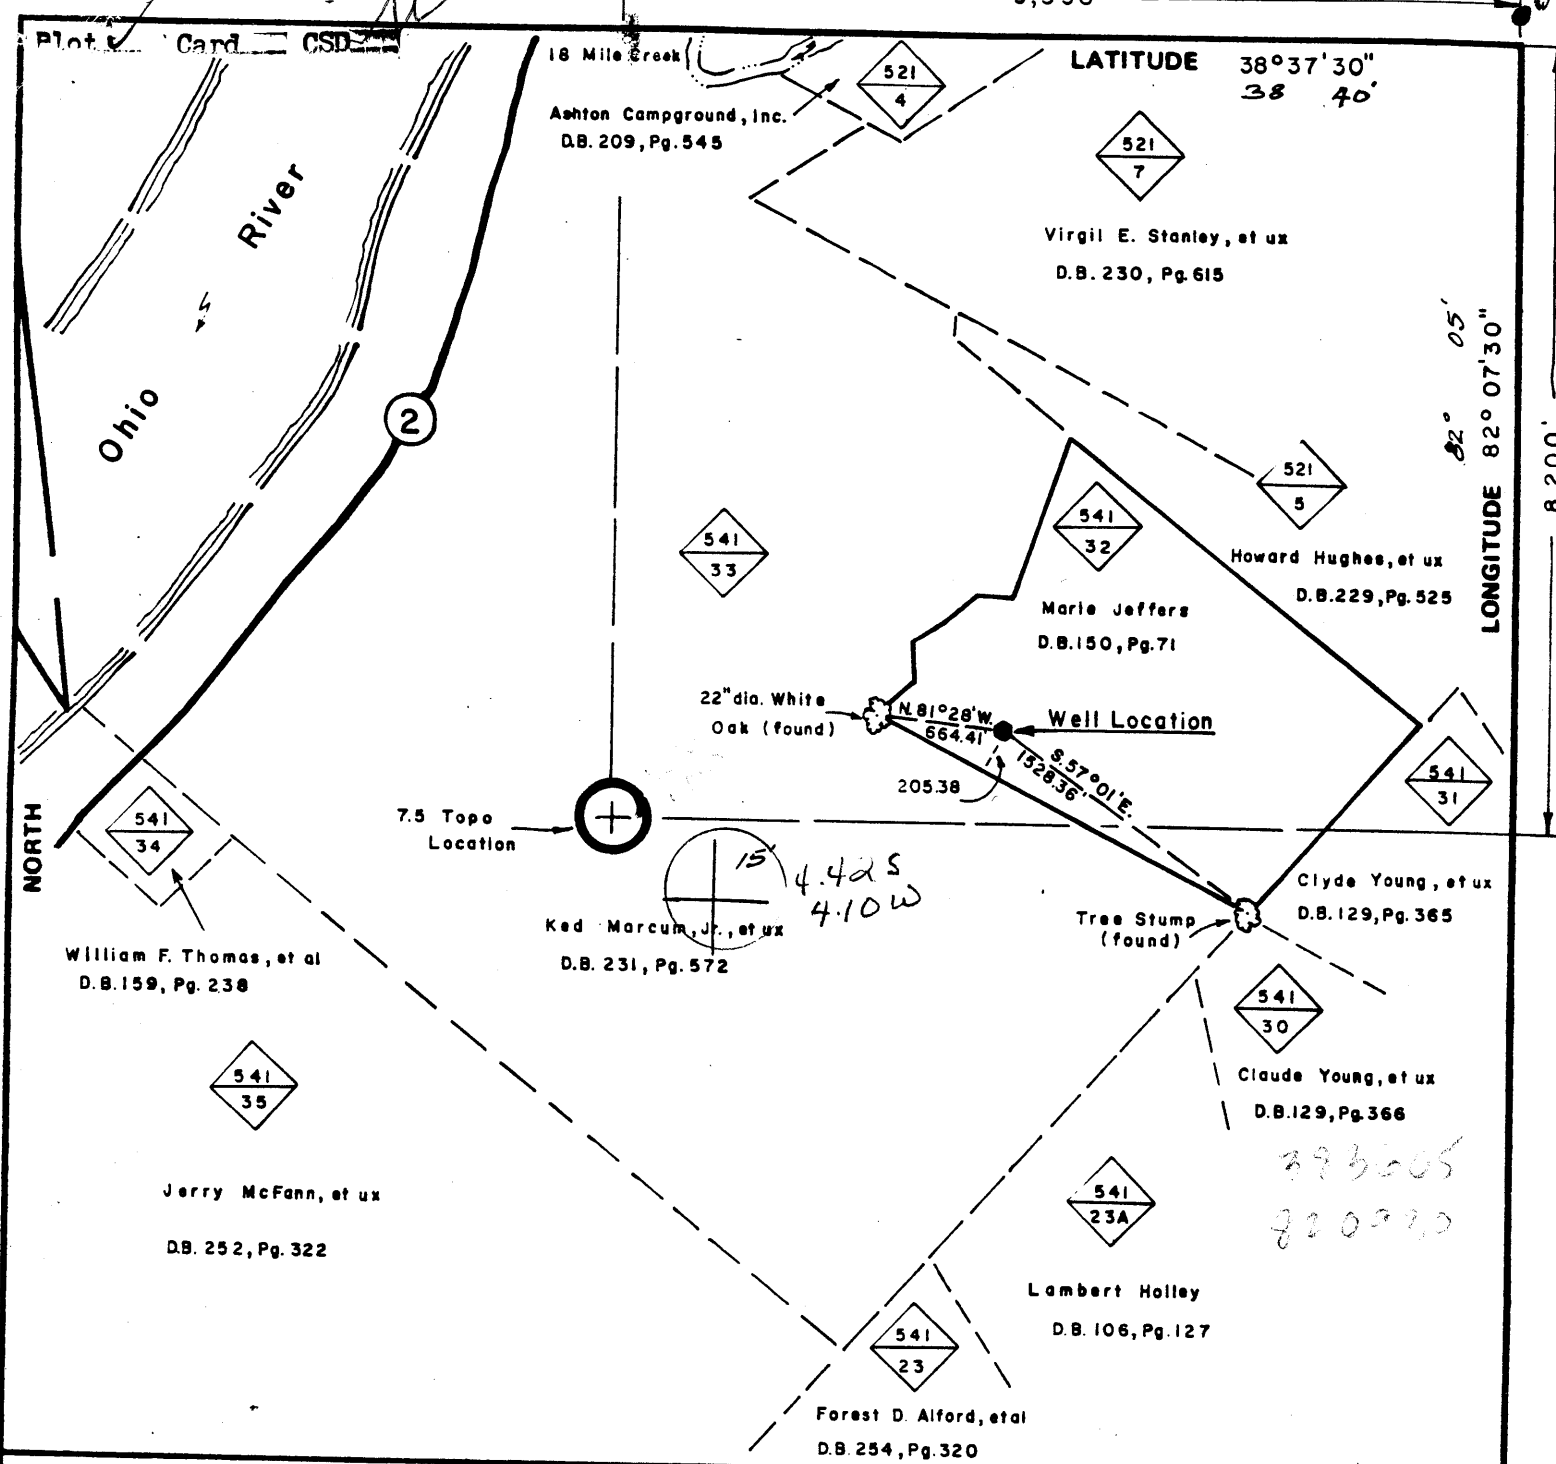 Plot Card CSD
18 Mile Creek
LATITUDE 38°37'30"
38 40'
521
4
Ashton Campground, Inc.
D.B. 209, Pg. 545
521
7
Virgil E. Stanley, et ux
D.B. 230, Pg. 615
River
Ohio
2
82° 05'
LONGITUDE 82° 07'30"
8,200'
521
5
Howard Hughes, et ux
D.B. 229, Pg. 525
541
33
541
32
Marie Jeffers
D.B. 150, Pg. 71
22" dia. White
Oak (found)
N. 81°28' W.
664.41
Well Location
S. 57°01' E.
1528.36
205.38
541
31
Clyde Young, et ux
D.B. 129, Pg. 365
NORTH
541
34
7.5 Topo
Location
15'
4.42 S
4.10 W
Ked Marcum, Jr., et ux
D.B. 231, Pg. 572
Tree Stump
(found)
William F. Thomas, et al
D.B. 159, Pg. 238
541
30
Claude Young, et ux
D.B. 129, Pg. 366
541
35
Jerry McFann, et ux
D.B. 252, Pg. 322
541
23A
Lambert Holley
D.B. 106, Pg. 127
541
23
Forest D. Alford, et al
D.B. 254, Pg. 320